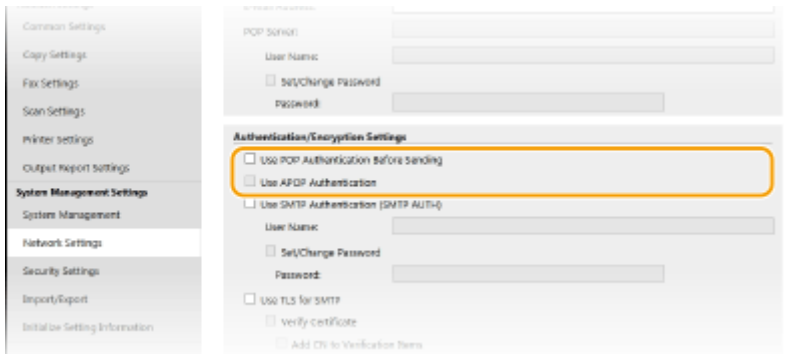 Common Settings
Copy Settings
Fax Settings
Scan Settings
Printer Settings
Output Report Settings
System Management Settings
System Management
Network Settings
Security Settings
Import/Export
Initialize Setting Information
E-Mail Address:
POP Server:
User Name:
Set/Change Password
Password:
Authentication/Encryption Settings
Use POP Authentication Before Sending
Use APOP Authentication
Use SMTP Authentication (SMTP AUTH)
User Name:
Set/Change Password
Password:
Use TLS for SMTP
Verify Certificate
Add CN to Verification Items